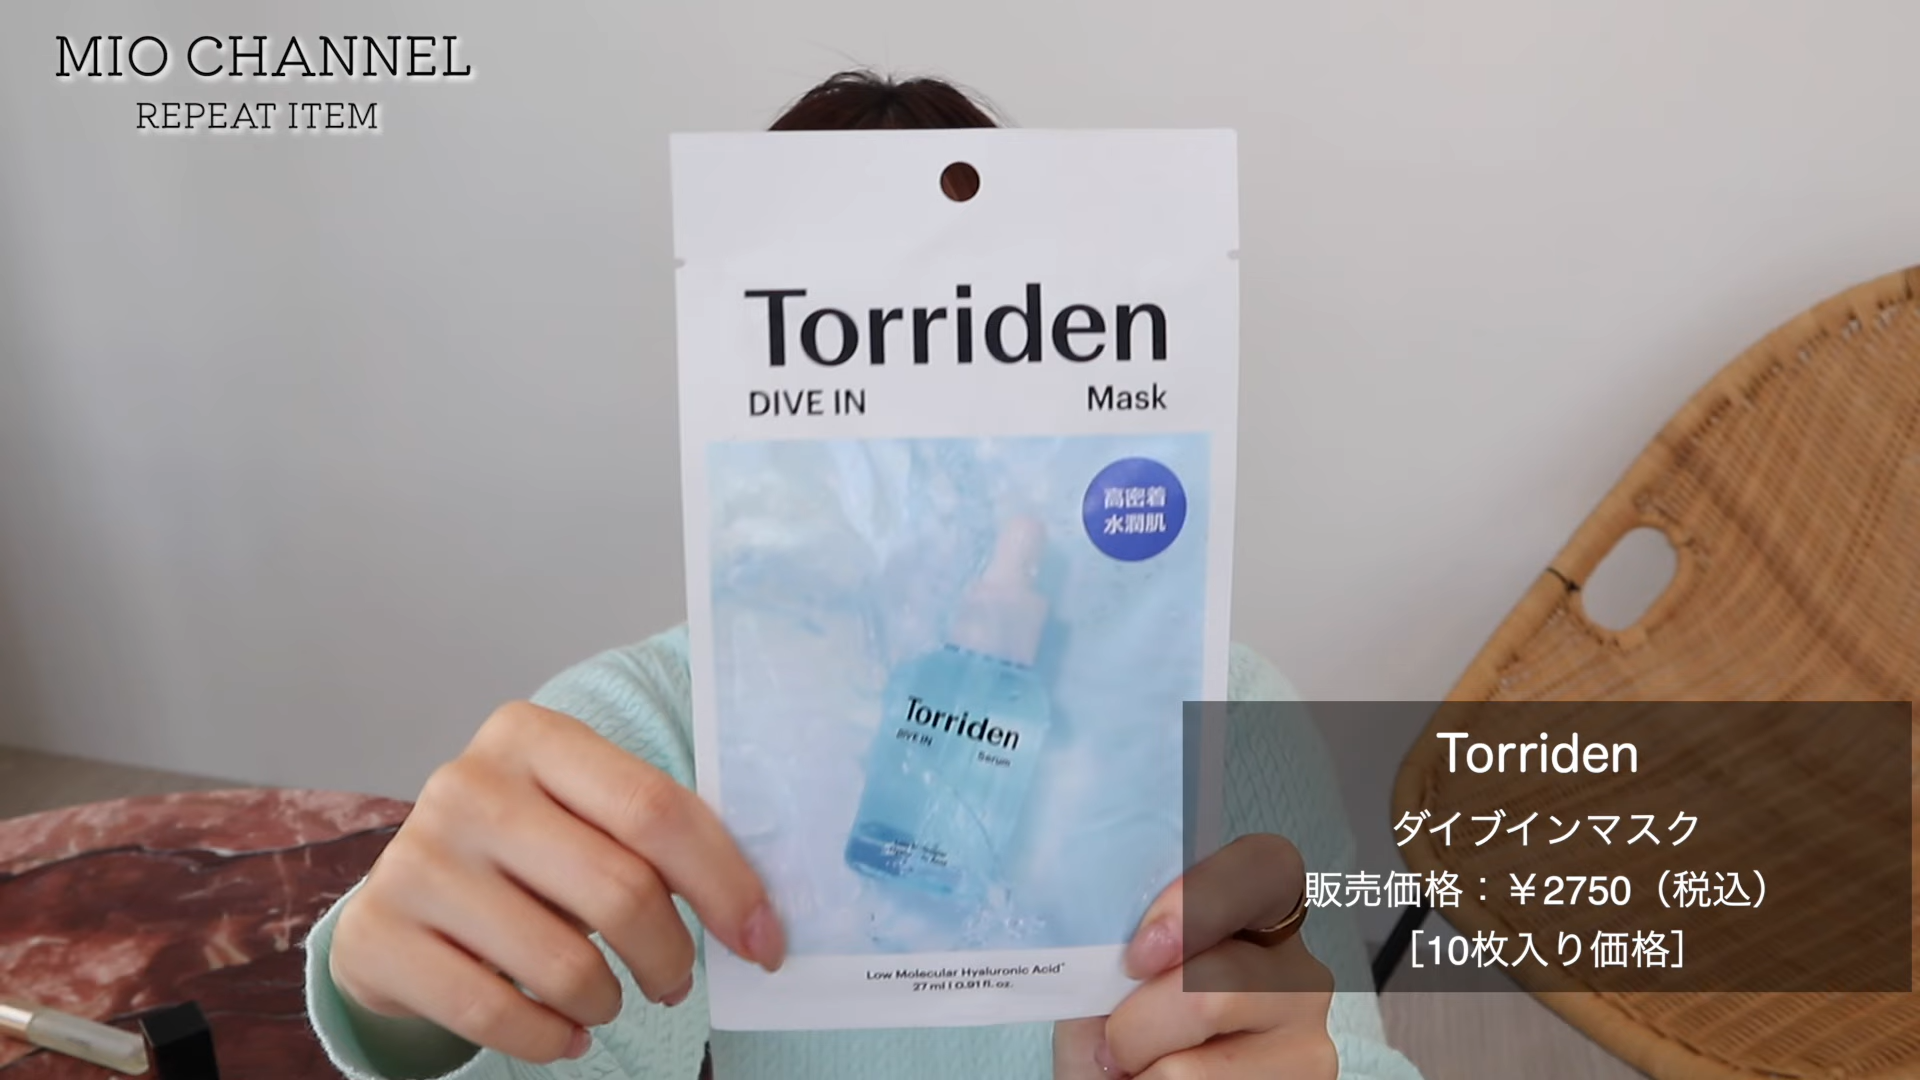 MIO CHANNEL
REPEAT ITEM
Torriden
DIVE IN Mask
高密着
水潤肌
Torriden
DIVE IN
Serum
Low Molecular Hyaluronic Acid*
27 ml | 0.91 fl. oz.
Torriden
ダイブインマスク
販売価格：￥2750（税込）
［10枚入り価格］